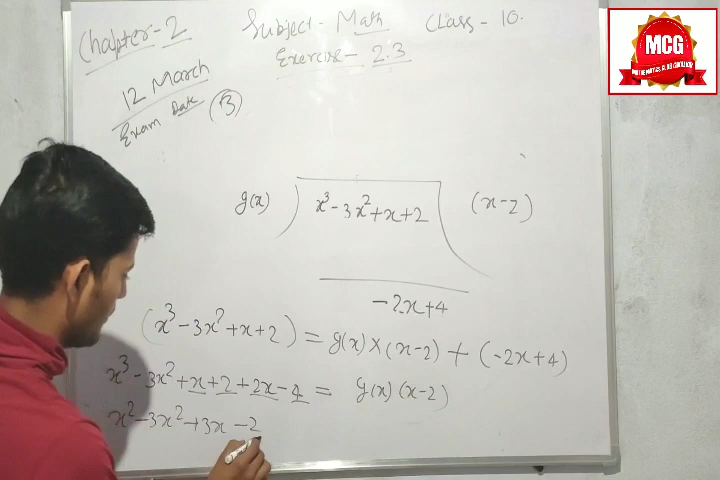 Chapter-2
Subject- Math
Class- 10.
Exercise- 2.3
12 March
Exam Date
(3)
g(x) ) x³-3x²+x+2 ( (x-2)
-2x+4
(x³-3x²+x+2) = g(x)×(x-2)+(-2x+4)
x³-3x²+x+2+2x-4 = g(x)(x-2)
x²-3x²+3x-2
MCG